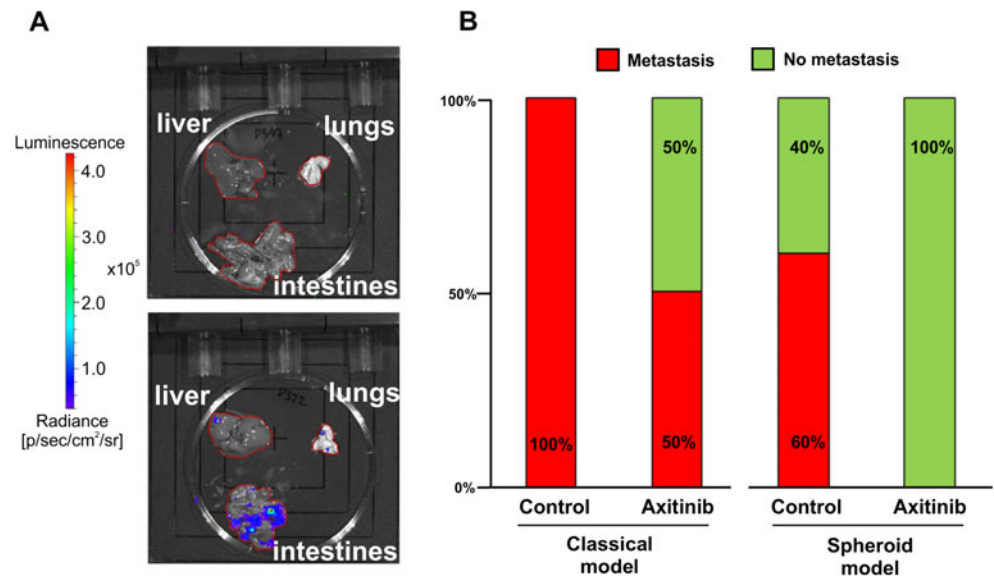 A
Luminescence
4.0
3.0
x10⁵
2.0
1.0
Radiance
[p/sec/cm²/sr]
liver
lungs
intestines
liver
lungs
P322
intestines
B
Metastasis
No metastasis
100%
50%
0%
100%
50%
50%
40%
60%
100%
Control
Axitinib
Control
Axitinib
Classical
model
Spheroid
model